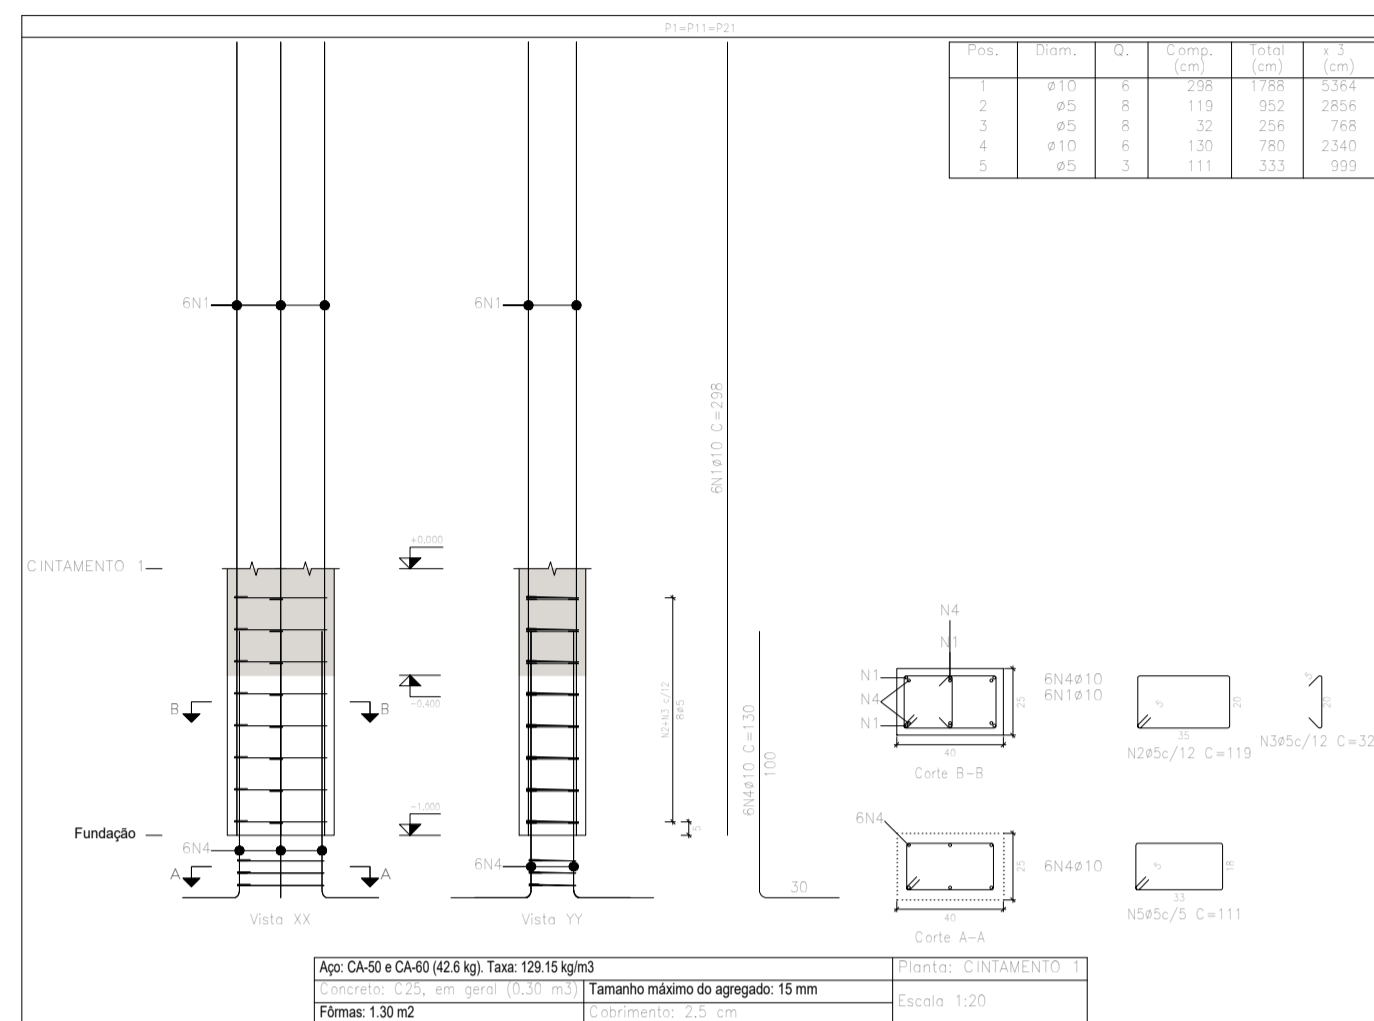 P1=P11=P21
Pos. Diam. Q. Comp. (cm) Total (cm) x 3 (cm)
1 ø10 6 298 1788 5364
2 ø5 8 119 952 2856
3 ø5 8 32 256 768
4 ø10 6 130 780 2340
5 ø5 3 111 333 999
6N1
6N1
6N1ø10 C=298
CINTAMENTO 1
+0,000
-0,400
-1,000
B B
N2+N3 c/12
8ø5
5
Fundação
6N4
6N4
A A
Vista XX
Vista YY
6N4ø10 C=130
100
30
N4
N1
N1
N4
N1
25
40
Corte B-B
6N4ø10
6N1ø10
5
20
35
N2ø5c/12 C=119
5
20
N3ø5c/12 C=32
6N4
25
40
Corte A-A
6N4ø10
5
18
33
N5ø5c/5 C=111
Aço: CA-50 e CA-60 (42.6 kg). Taxa: 129.15 kg/m3
Planta: CINTAMENTO 1
Concreto: C25, em geral (0.30 m3)
Tamanho máximo do agregado: 15 mm
Escala 1:20
Fôrmas: 1.30 m2
Cobrimento: 2.5 cm